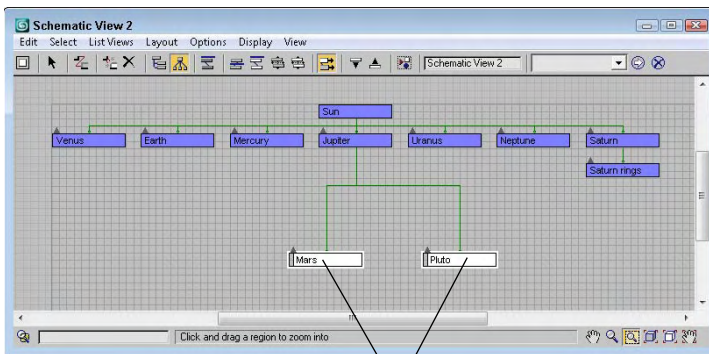 Schematic View 2
Edit Select List Views Layout Options Display View
Schematic View 2
Sun
Venus Earth Mercury Jupiter Uranus Neptune Saturn
Saturn rings
Mars Pluto
Click and drag a region to zoom into